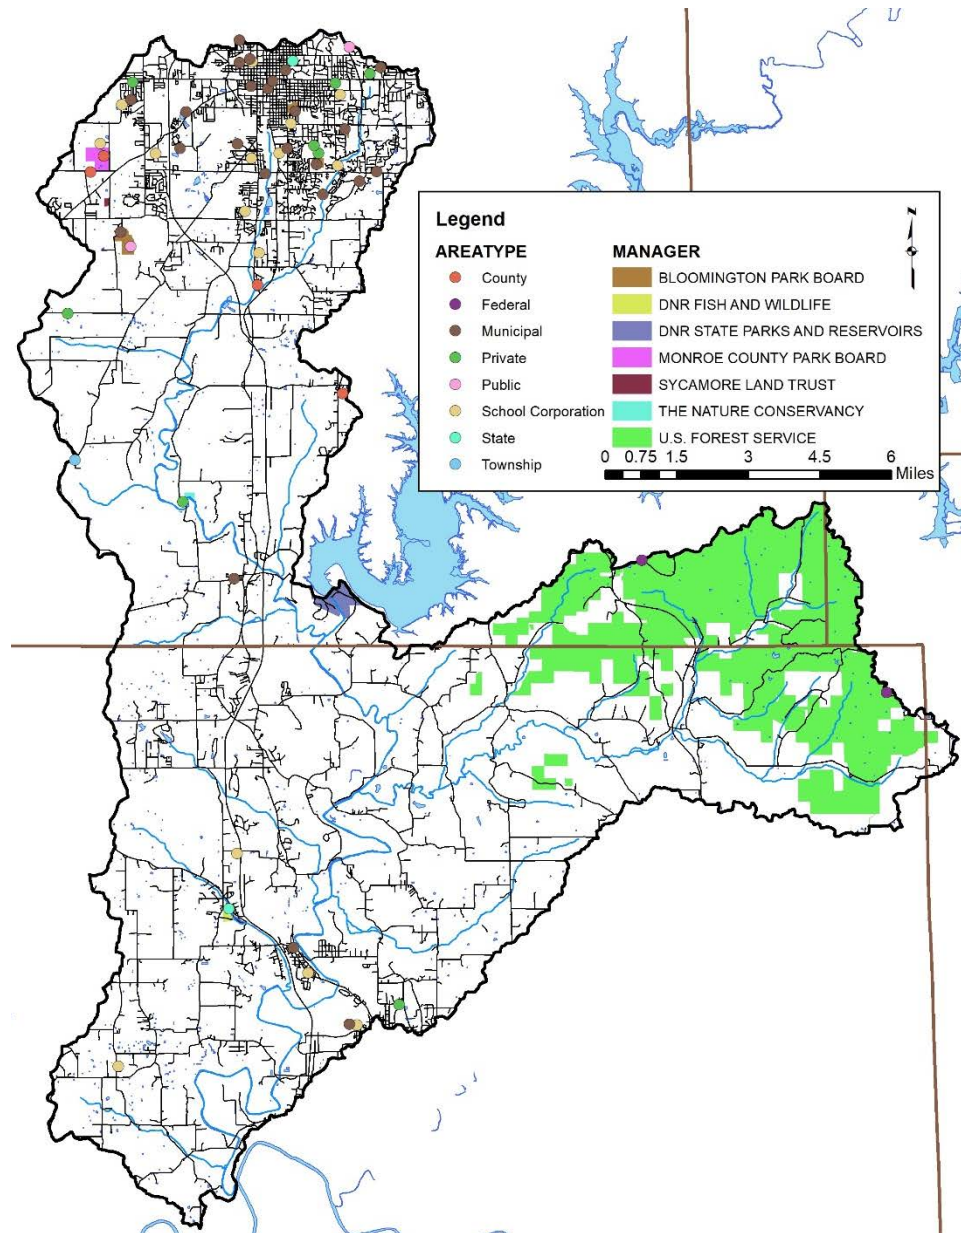 Legend
N
AREATYPE
County
Federal
Municipal
Private
Public
School Corporation
State
Township
MANAGER
BLOOMINGTON PARK BOARD
DNR FISH AND WILDLIFE
DNR STATE PARKS AND RESERVOIRS
MONROE COUNTY PARK BOARD
SYCAMORE LAND TRUST
THE NATURE CONSERVANCY
U.S. FOREST SERVICE
0 0.75 1.5 3 4.5 6
Miles